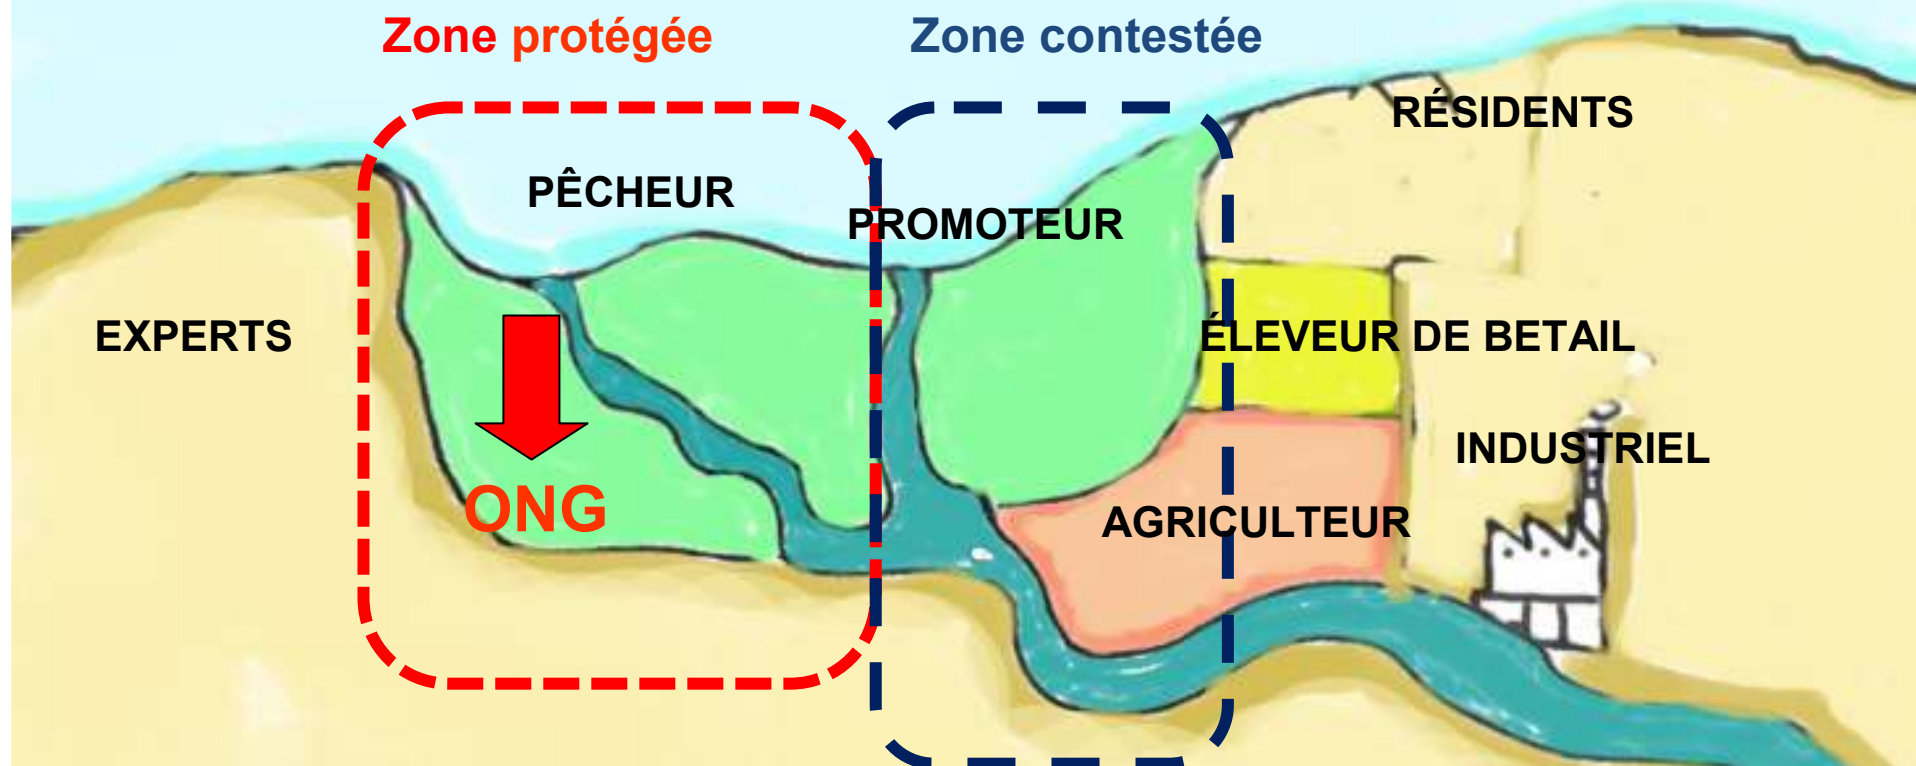 Zone protégée
Zone contestée
RÉSIDENTS
PÊCHEUR
PROMOTEUR
EXPERTS
ÉLEVEUR DE BETAIL
INDUSTRIEL
ONG
AGRICULTEUR